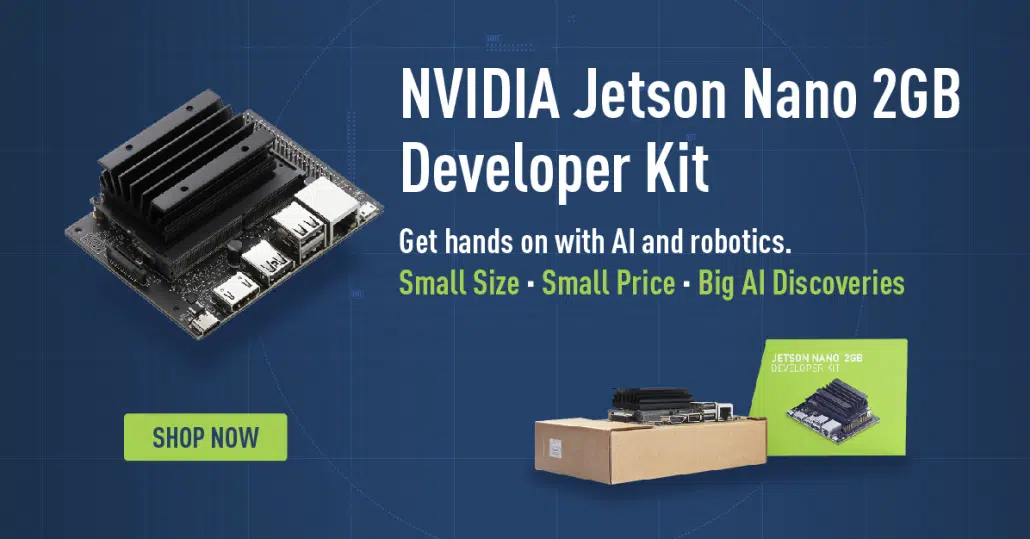 NVIDIA Jetson Nano 2GB
Developer Kit
Get hands on with AI and robotics.
Small Size · Small Price · Big AI Discoveries
SHOP NOW
JETSON NANO 2GB
DEVELOPER KIT